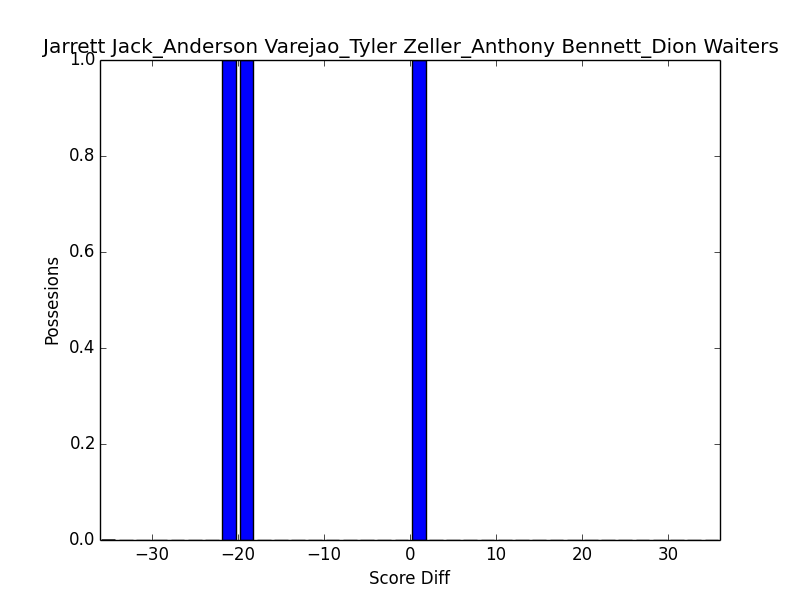 Jarrett Jack_Anderson Varejao_Tyler Zeller_Anthony Bennett_Dion Waiters
1.0
0.8
0.6
0.4
0.2
0.0
Possesions
−30 −20 −10 0 10 20 30
Score Diff